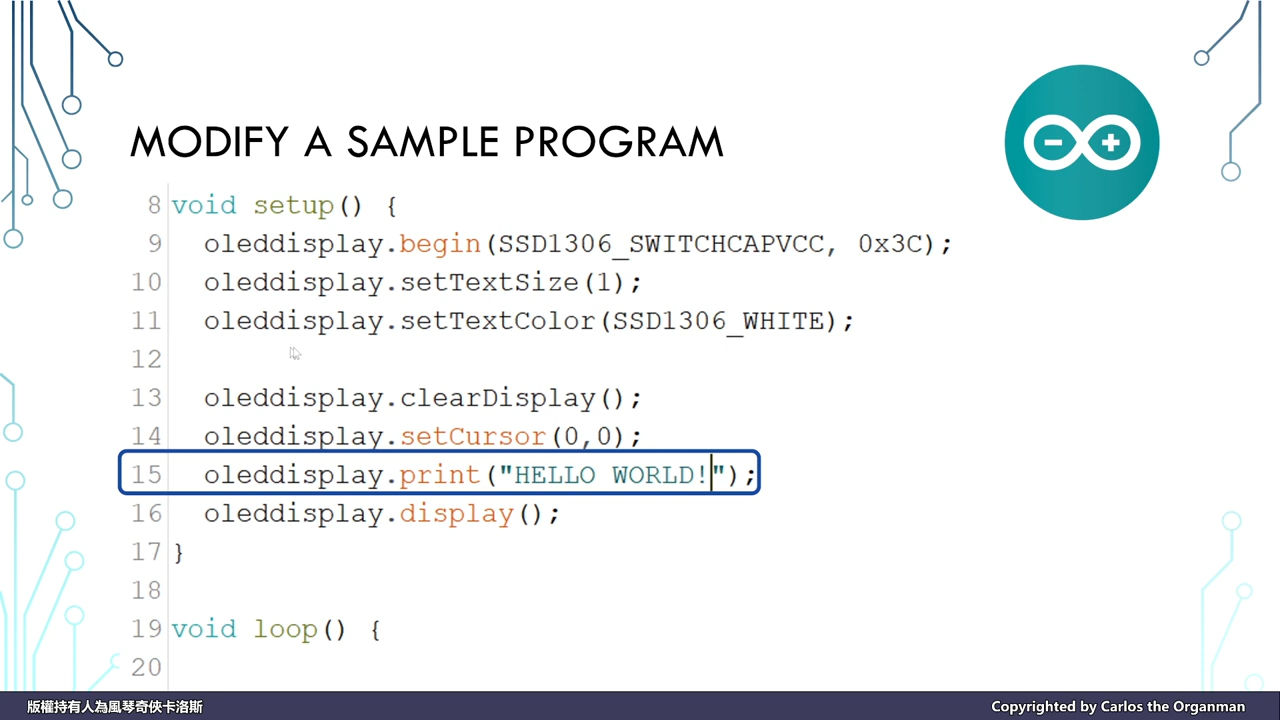 MODIFY A SAMPLE PROGRAM
8 void setup() {
9 oleddisplay.begin(SSD1306_SWITCHCAPVCC, 0x3C);
10 oleddisplay.setTextSize(1);
11 oleddisplay.setTextColor(SSD1306_WHITE);
12
13 oleddisplay.clearDisplay();
14 oleddisplay.setCursor(0,0);
15 oleddisplay.print("HELLO WORLD!");
16 oleddisplay.display();
17 }
18
19 void loop() {
20
版權持有人為風琴奇俠卡洛斯
Copyrighted by Carlos the Organman